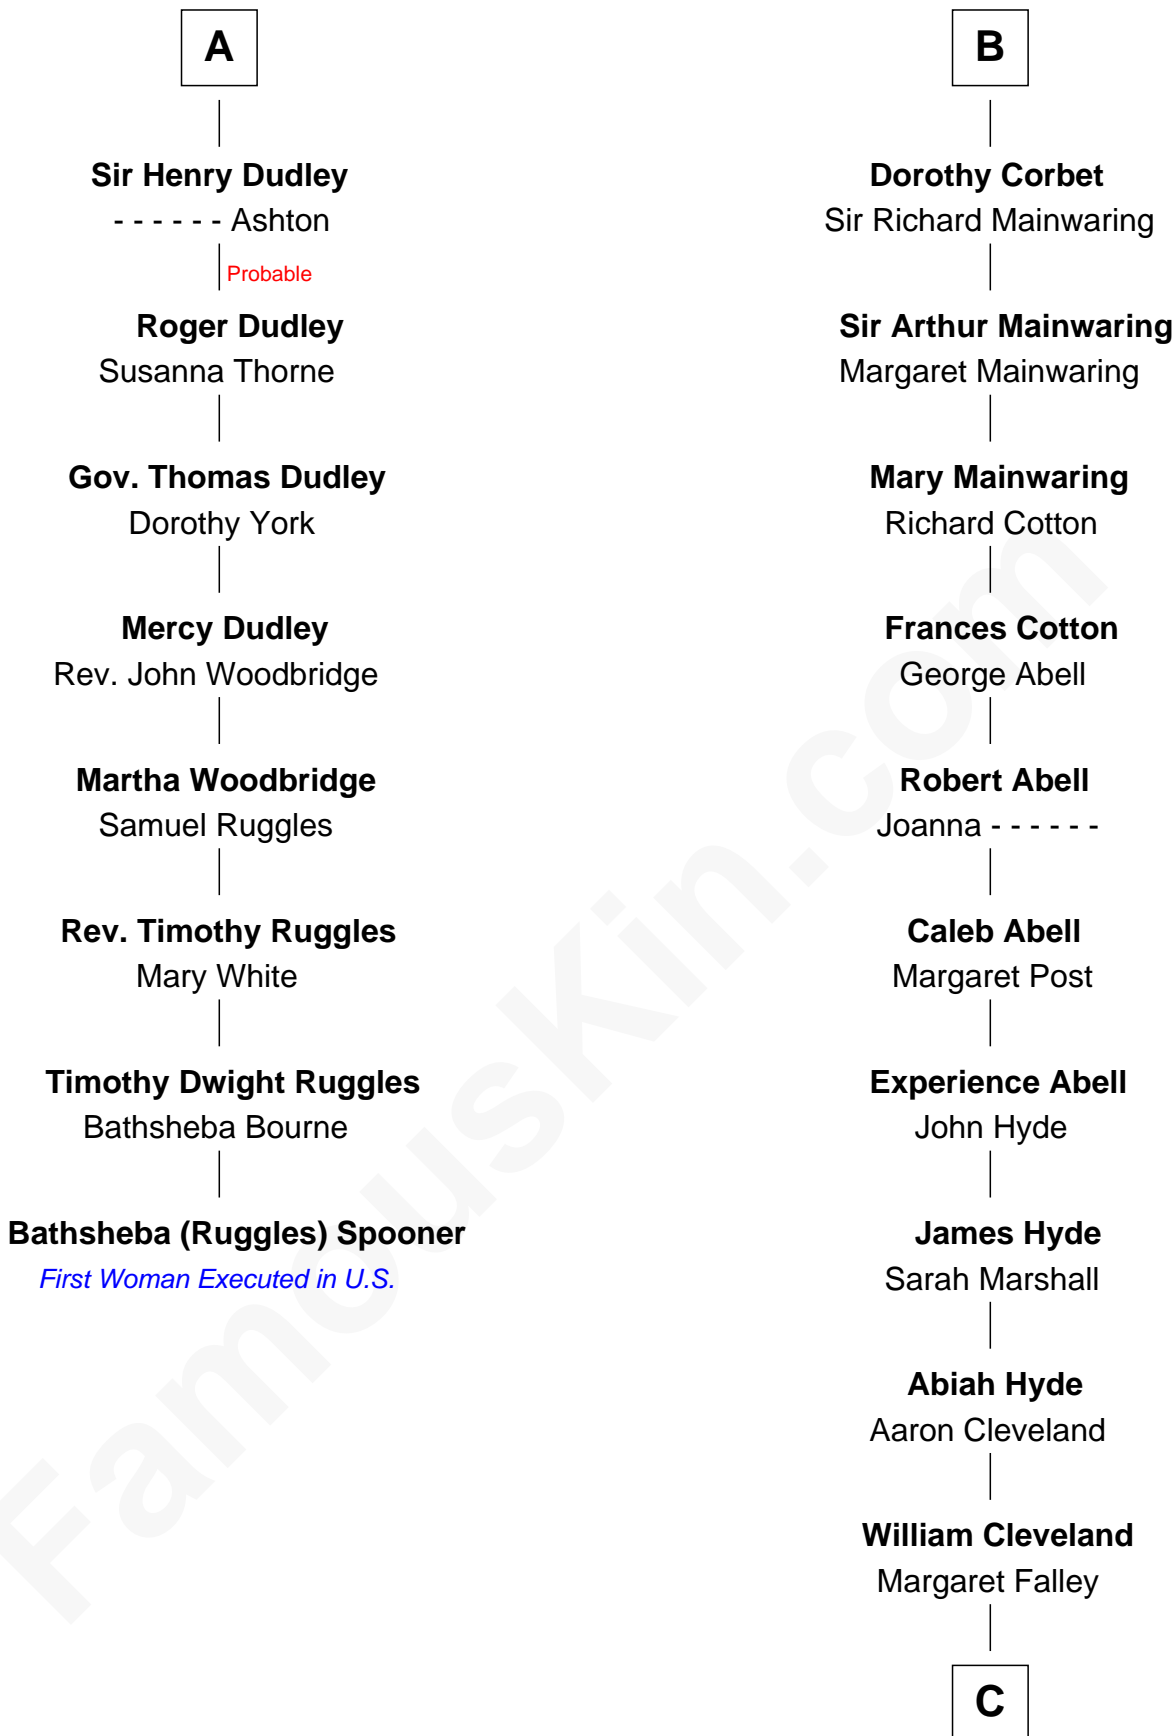 A
Sir Henry Dudley
- - - - - - Ashton
Probable
Roger Dudley
Susanna Thorne
Gov. Thomas Dudley
Dorothy York
Mercy Dudley
Rev. John Woodbridge
Martha Woodbridge
Samuel Ruggles
Rev. Timothy Ruggles
Mary White
Timothy Dwight Ruggles
Bathsheba Bourne
Bathsheba (Ruggles) Spooner
First Woman Executed in U.S.
B
Dorothy Corbet
Sir Richard Mainwaring
Sir Arthur Mainwaring
Margaret Mainwaring
Mary Mainwaring
Richard Cotton
Frances Cotton
George Abell
Robert Abell
Joanna - - - - - -
Caleb Abell
Margaret Post
Experience Abell
John Hyde
James Hyde
Sarah Marshall
Abiah Hyde
Aaron Cleveland
William Cleveland
Margaret Falley
C
FamousKin.com